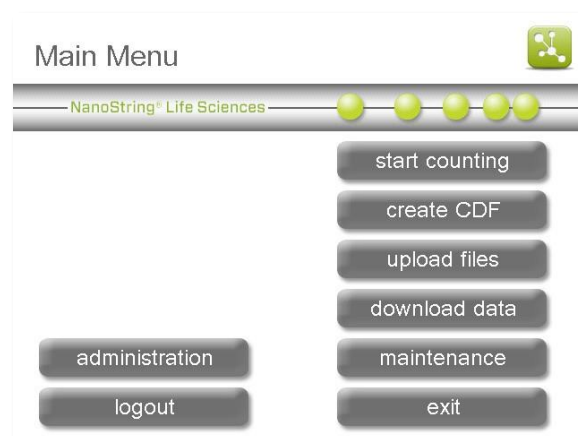 Main Menu
NanoString® Life Sciences
start counting
create CDF
upload files
download data
administration
maintenance
logout
exit